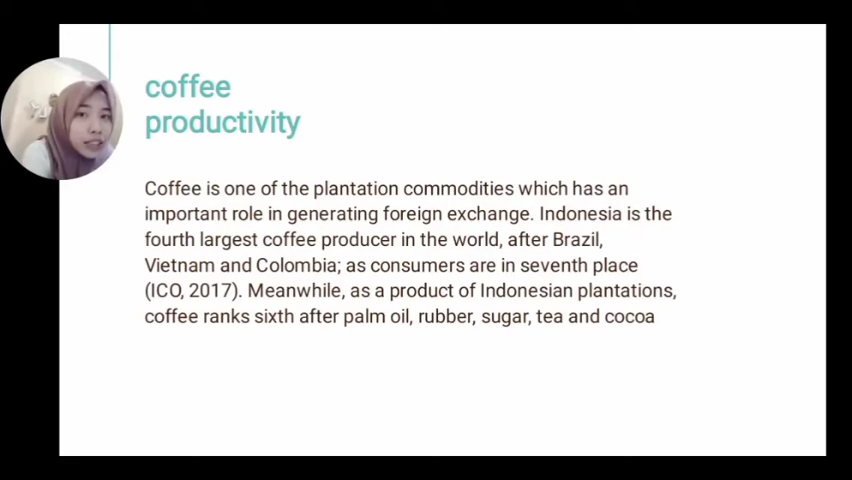 coffee
productivity
Coffee is one of the plantation commodities which has an
important role in generating foreign exchange. Indonesia is the
fourth largest coffee producer in the world, after Brazil,
Vietnam and Colombia; as consumers are in seventh place
(ICO, 2017). Meanwhile, as a product of Indonesian plantations,
coffee ranks sixth after palm oil, rubber, sugar, tea and cocoa